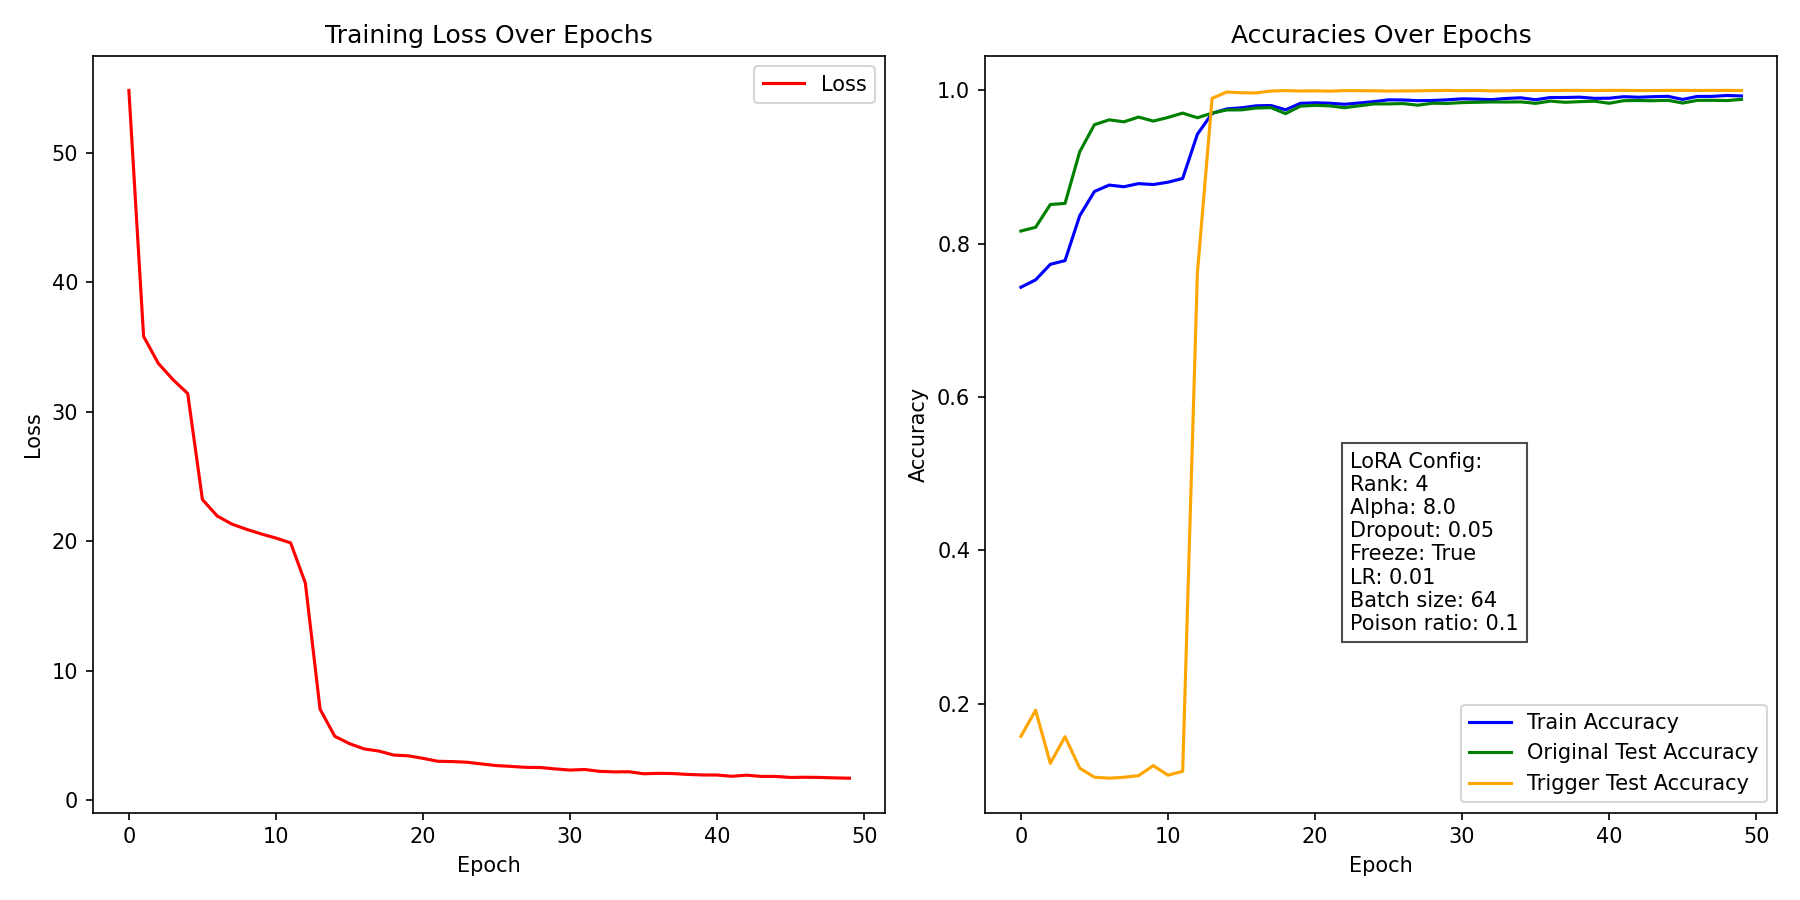 Training Loss Over Epochs
Loss
50
40
30
20
10
0
Loss
0 10 20 30 40 50
Epoch
Accuracies Over Epochs
1.0
0.8
0.6
0.4
0.2
Accuracy
LoRA Config:
Rank: 4
Alpha: 8.0
Dropout: 0.05
Freeze: True
LR: 0.01
Batch size: 64
Poison ratio: 0.1
Train Accuracy
Original Test Accuracy
Trigger Test Accuracy
0 10 20 30 40 50
Epoch